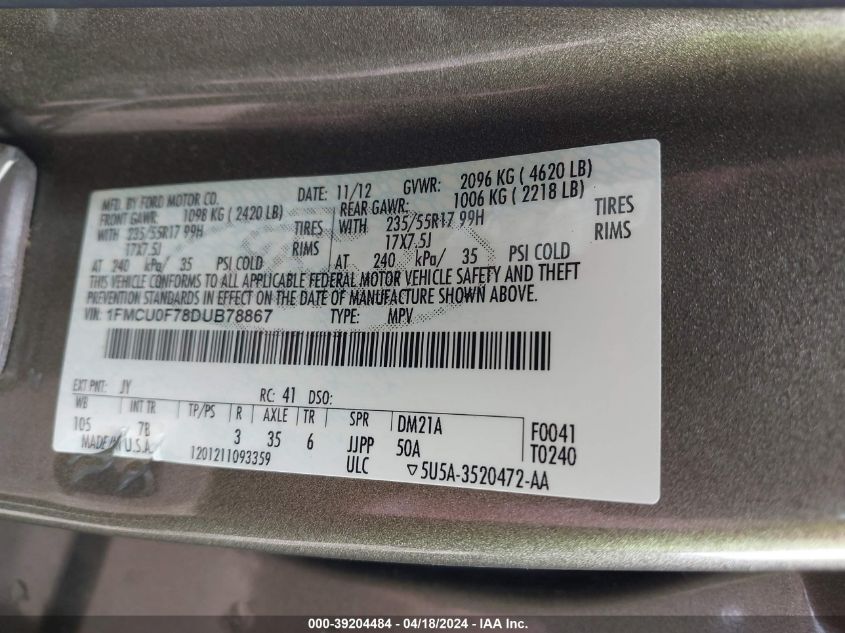 MFD. BY FORD MOTOR CO. DATE: 11/12 GVWR: 2096 KG ( 4620 LB)
FRONT GAWR: 1098 KG ( 2420 LB) REAR GAWR: 1006 KG ( 2218 LB)
WITH 235/55R17 99H TIRES WITH 235/55R17 99H TIRES
17X7.5J RIMS 17X7.5J RIMS
AT 240 kPa/ 35 PSI COLD AT 240 kPa/ 35 PSI COLD
THIS VEHICLE CONFORMS TO ALL APPLICABLE FEDERAL MOTOR VEHICLE SAFETY AND THEFT
PREVENTION STANDARDS IN EFFECT ON THE DATE OF MANUFACTURE SHOWN ABOVE.
VIN: 1FMCU0F78DUB78867 TYPE: MPV
EXT PNT: JY RC: 41 DSO:
WB INT TR TP/PS R AXLE TR SPR DM21A F0041
105 7B 3 35 6 JJPP 50A T0240
MADE IN U.S.A. 1201211093359 ULC ▽5U5A-3520472-AA
000-39204484 - 04/18/2024 - IAA Inc.